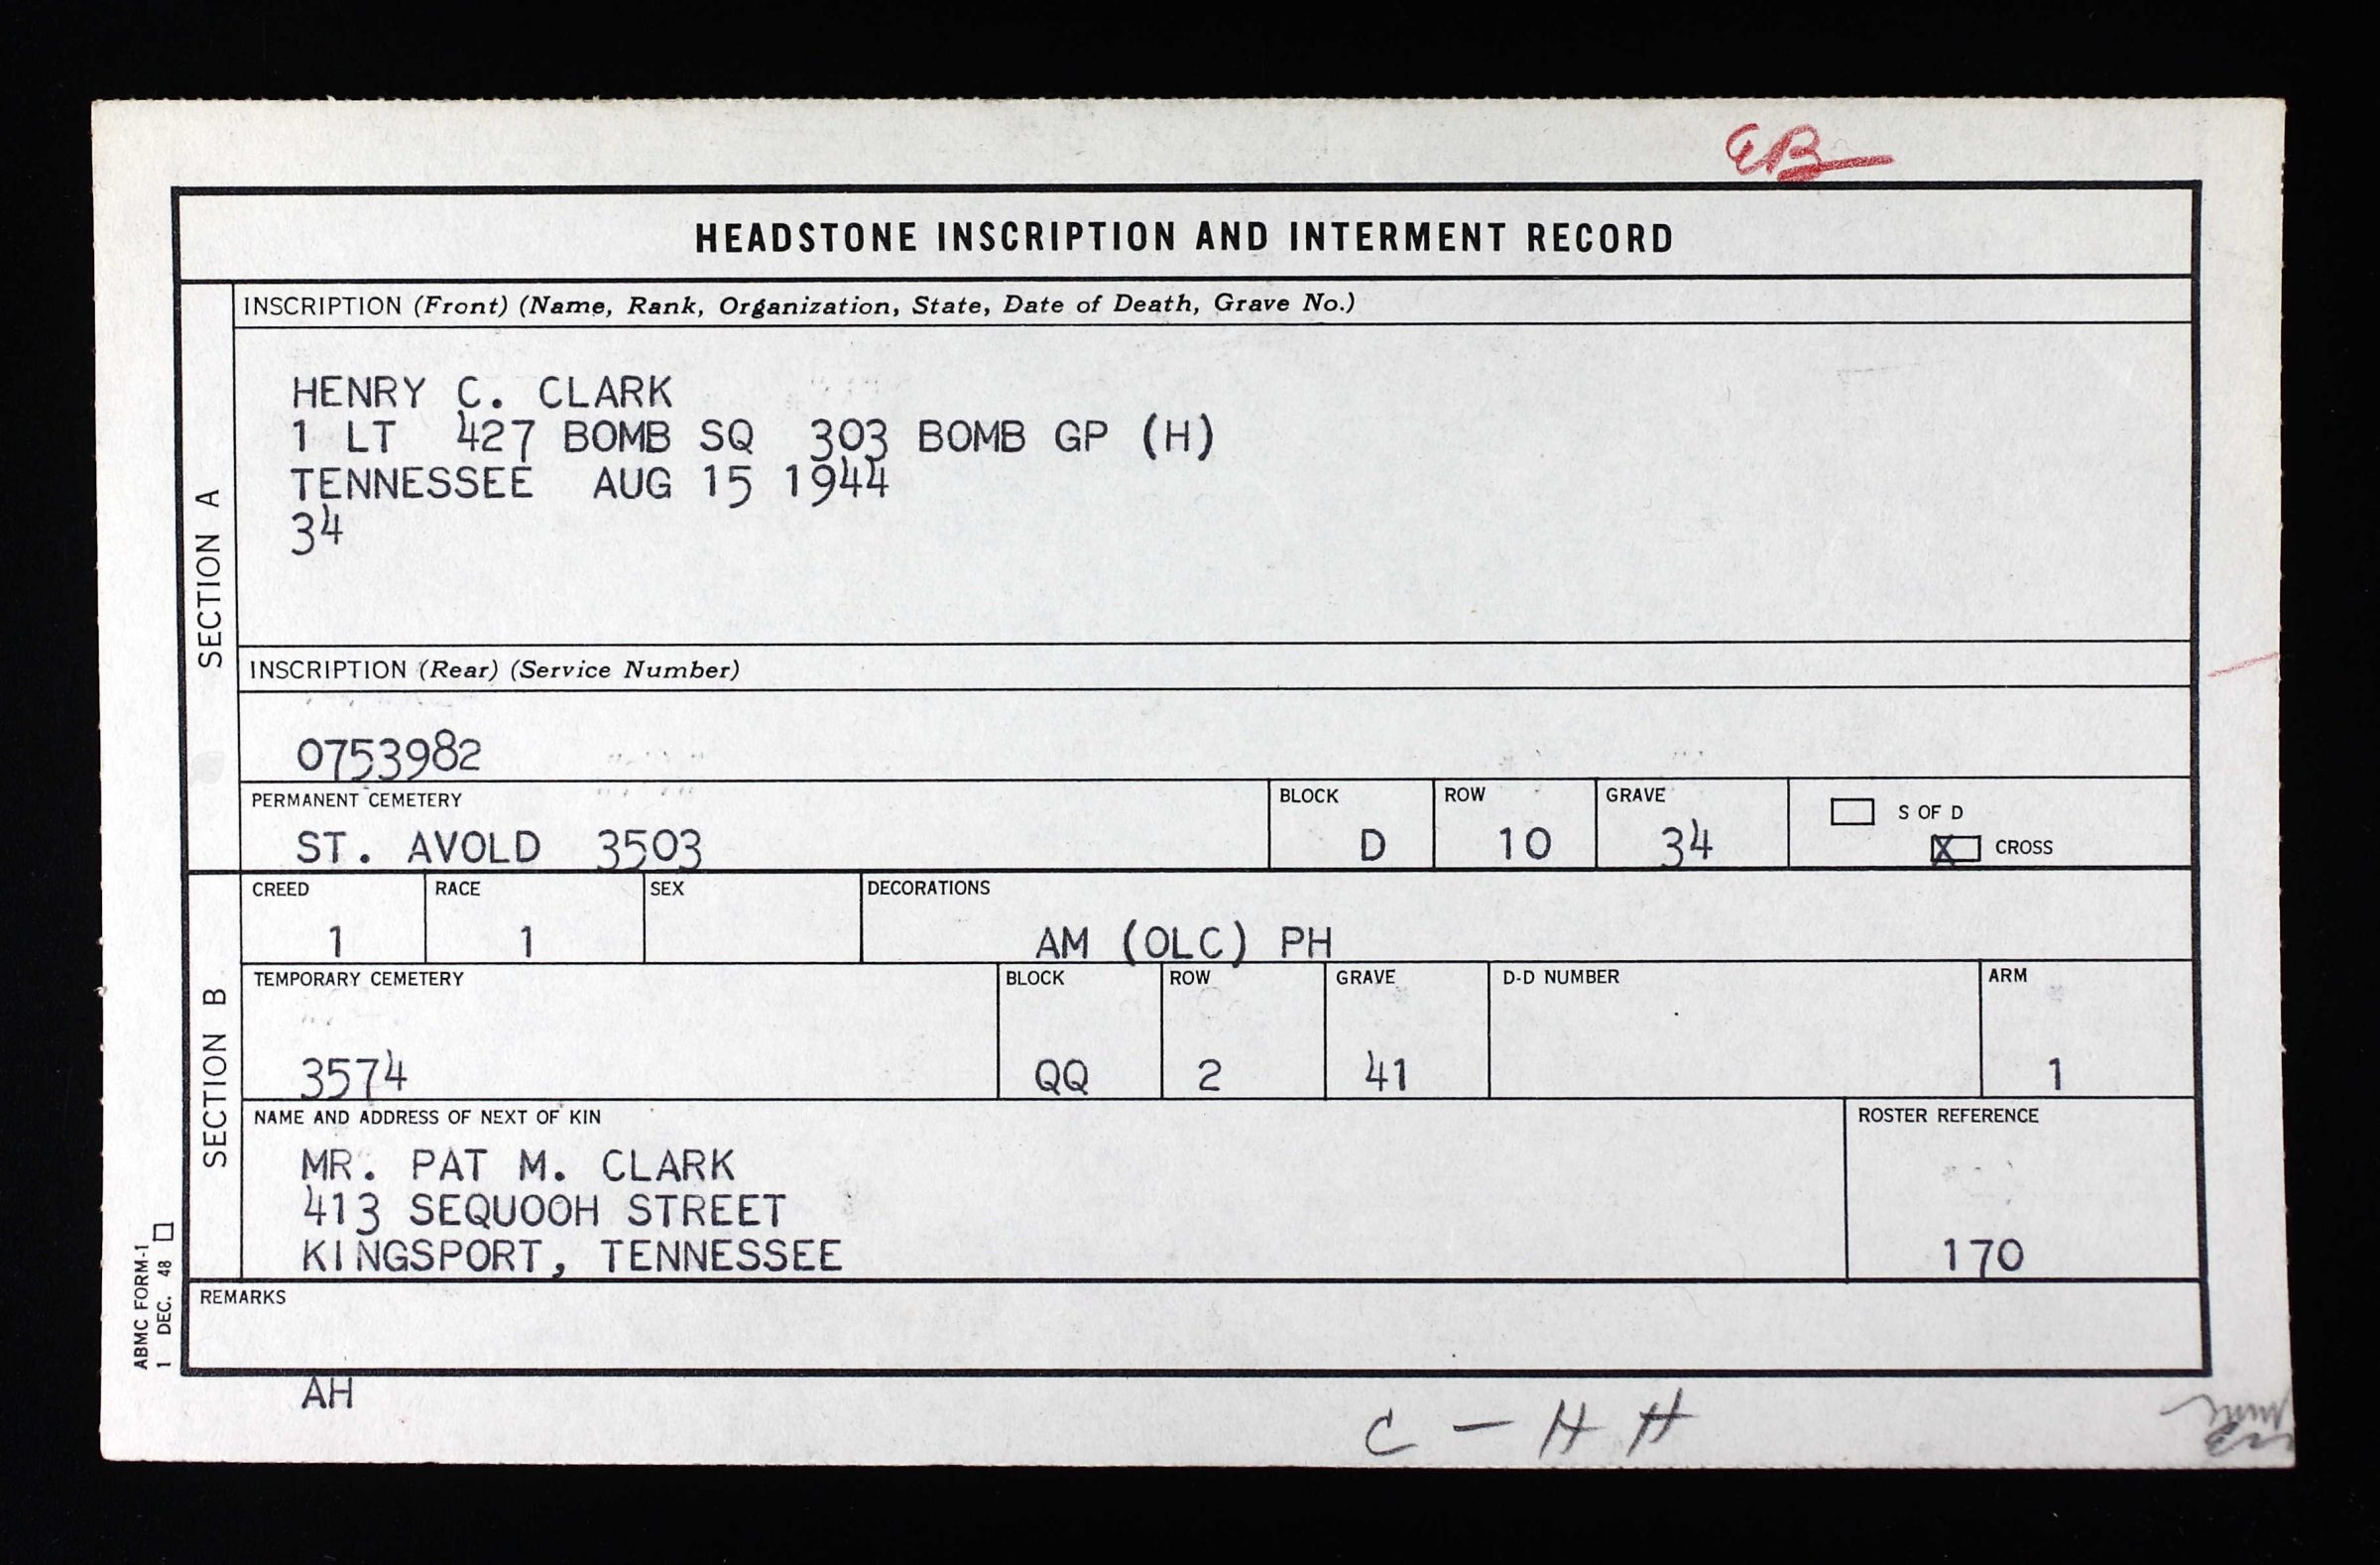 EB
HEADSTONE INSCRIPTION AND INTERMENT RECORD
SECTION A
INSCRIPTION (Front) (Name, Rank, Organization, State, Date of Death, Grave No.)
HENRY C. CLARK
1 LT 427 BOMB SQ 303 BOMB GP (H)
TENNESSEE AUG 15 1944
34
INSCRIPTION (Rear) (Service Number)
0753982
PERMANENT CEMETERY BLOCK ROW GRAVE S OF D
ST. AVOLD 3503 D 10 34 X CROSS
SECTION B
CREED RACE SEX DECORATIONS
1 1 AM (OLC) PH
TEMPORARY CEMETERY BLOCK ROW GRAVE D-D NUMBER ARM
3574 QQ 2 41 1
NAME AND ADDRESS OF NEXT OF KIN ROSTER REFERENCE
MR. PAT M. CLARK
413 SEQUOOH STREET
KINGSPORT, TENNESSEE 170
REMARKS
ABMC FORM-1
1 DEC. 48
AH
C - H H